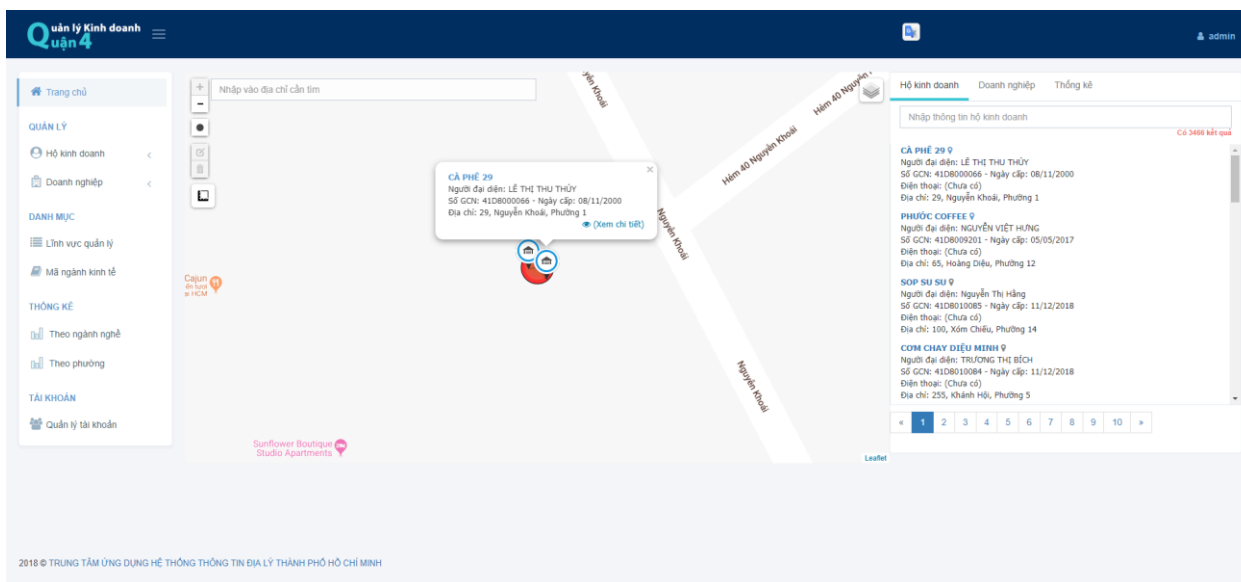 Quản lý Kinh doanh
Quận 4
admin
Trang chủ
QUẢN LÝ
Hộ kinh doanh
Doanh nghiệp
DANH MỤC
Lĩnh vực quản lý
Mã ngành kinh tế
THỐNG KÊ
Theo ngành nghề
Theo phường
TÀI KHOẢN
Quản lý tài khoản
+
Nhập vào địa chỉ cần tìm
-
Nguyễn Khoái
Hẻm 40 Nguyễn Khoái
Hẻm 40 Nguyễn Khoái
CÀ PHÊ 29
×
Người đại diện: LÊ THỊ THU THỦY
Số GCN: 41D8000066 - Ngày cấp: 08/11/2000
Địa chỉ: 29, Nguyễn Khoái, Phường 1
(Xem chi tiết)
Nguyễn Khoái
Cajun
Nguyễn Khoái
Sunflower Boutique
Studio Apartments
Leaflet
Hộ kinh doanh Doanh nghiệp Thống kê
Nhập thông tin hộ kinh doanh
Có 3486 kết quả
CÀ PHÊ 29
Người đại diện: LÊ THỊ THU THỦY
Số GCN: 41D8000066 - Ngày cấp: 08/11/2000
Điện thoại: (Chưa có)
Địa chỉ: 29, Nguyễn Khoái, Phường 1
PHƯỚC COFFEE
Người đại diện: NGUYỄN VIỆT HƯNG
Số GCN: 41D8009201 - Ngày cấp: 05/05/2017
Điện thoại: (Chưa có)
Địa chỉ: 65, Hoàng Diệu, Phường 12
SOP SU SU
Người đại diện: Nguyễn Thị Hằng
Số GCN: 41D8010085 - Ngày cấp: 11/12/2018
Điện thoại: (Chưa có)
Địa chỉ: 100, Xóm Chiếu, Phường 14
CƠM CHAY DIỆU MINH
Người đại diện: TRƯƠNG THỊ BÍCH
Số GCN: 41D8010084 - Ngày cấp: 11/12/2018
Điện thoại: (Chưa có)
Địa chỉ: 255, Khánh Hội, Phường 5
« 1 2 3 4 5 6 7 8 9 10 »
2018 © TRUNG TÂM ỨNG DỤNG HỆ THỐNG THÔNG TIN ĐỊA LÝ THÀNH PHỐ HỒ CHÍ MINH